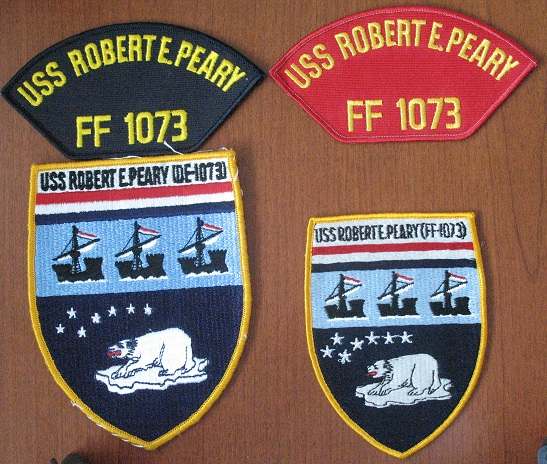 USS ROBERT E. PEARY
FF 1073
USS ROBERT E. PEARY
FF 1073
USS ROBERT E. PEARY (DE-1073)
USS ROBERT E. PEARY (FF-1073)